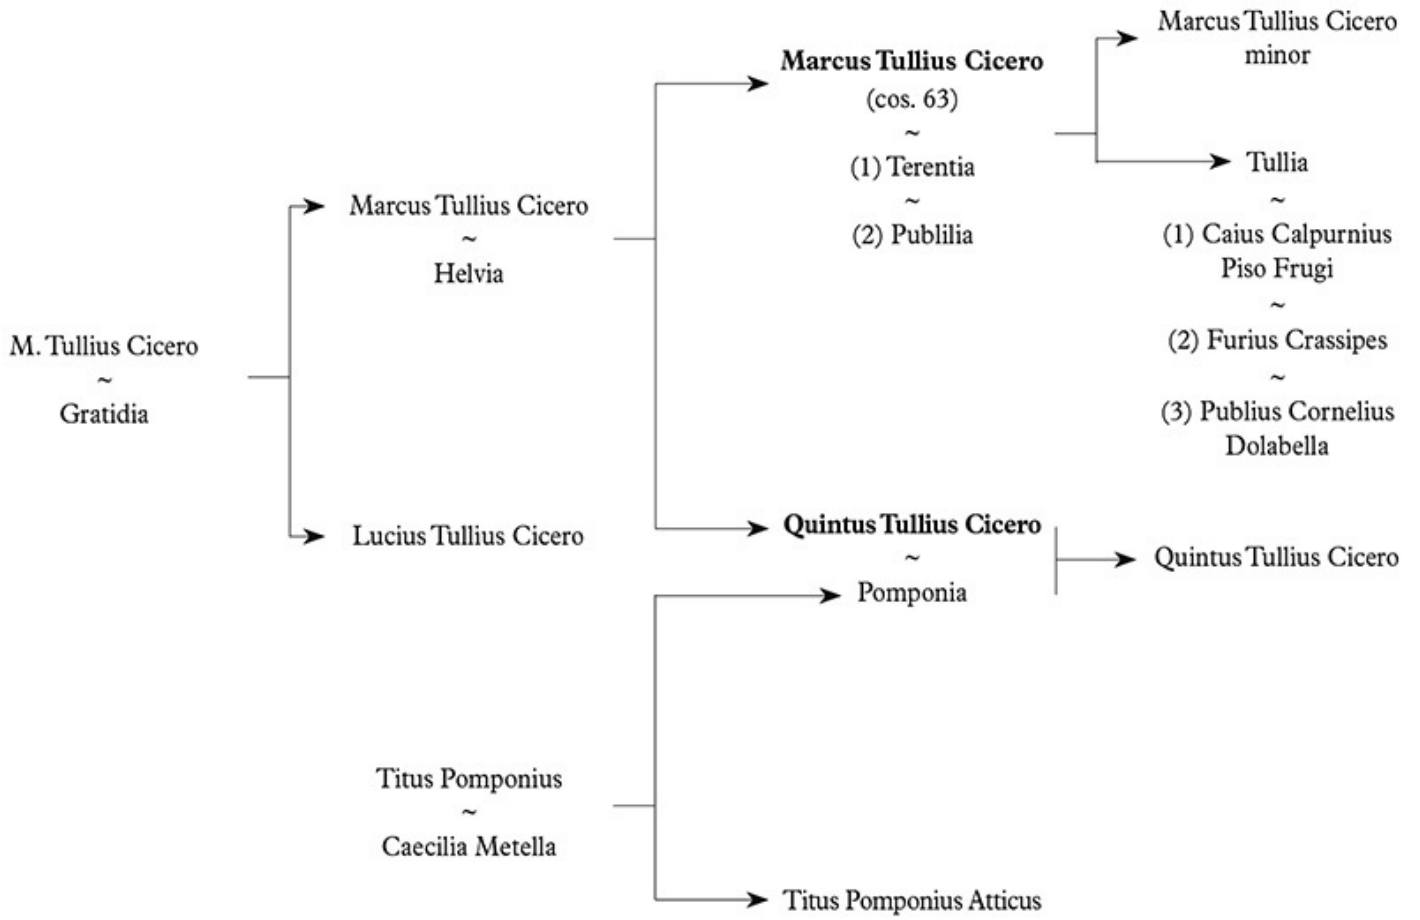 M. Tullius Cicero
~
Gratidia
Marcus Tullius Cicero
~
Helvia
Lucius Tullius Cicero
Marcus Tullius Cicero
(cos. 63)
~
(1) Terentia
~
(2) Publilia
Marcus Tullius Cicero
minor
Tullia
~
(1) Caius Calpurnius
Piso Frugi
~
(2) Furius Crassipes
~
(3) Publius Cornelius
Dolabella
Quintus Tullius Cicero
~
Pomponia
Quintus Tullius Cicero
Titus Pomponius
~
Caecilia Metella
Titus Pomponius Atticus